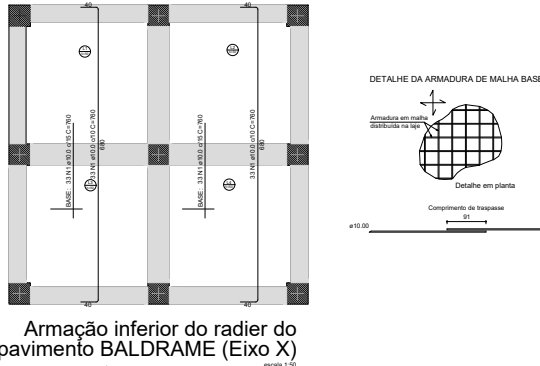 40
40
BASE: 33 N1 ø10.0 c/15 C=760
33 N1 ø10.0 c/10 C=760
680
BASE: 33 N1 ø10.0 c/15 C=760
33 N1 ø10.0 c/10 C=760
680
40
40
Armação inferior do radier do
pavimento BALDRAME (Eixo X)
escala 1:50
DETALHE DA ARMADURA DE MALHA BASE
Armadura em malha
distribuída na laje
Detalhe em planta
Comprimento de traspasse
91
ø10.00